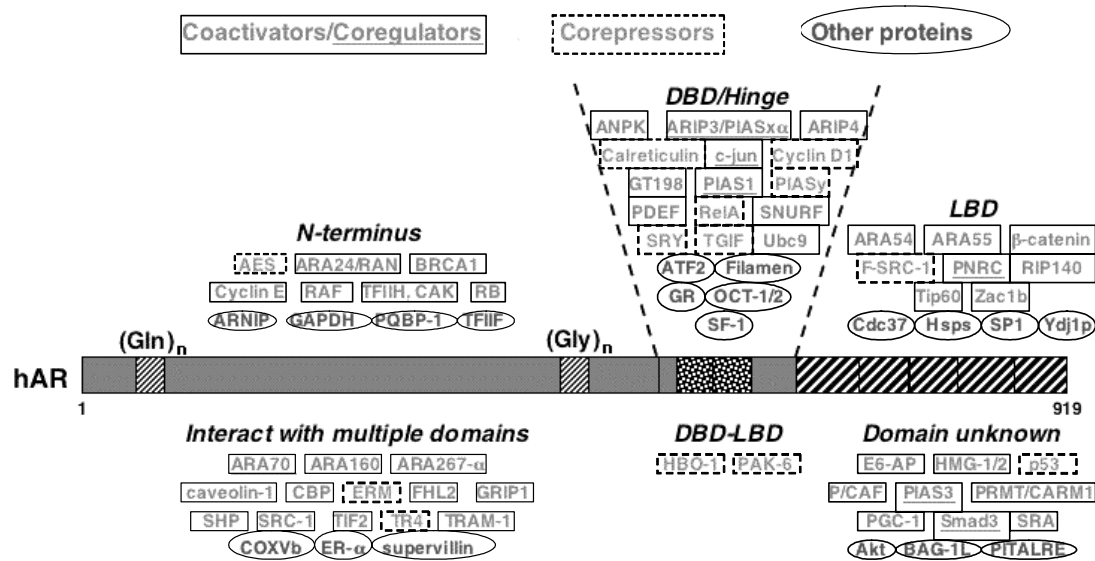 Coactivators/Coregulators Corepressors Other proteins
DBD/Hinge
ANPK ARIP3/PIASxα ARIP4
Calreticulin c-jun Cyclin D1
GT198 PIAS1 PIASy
PDEF RelA SNURF
SRY TGIF Ubc9
ATF2 Filamen
GR OCT-1/2
SF-1
LBD
ARA54 ARA55 β-catenin
F-SRC-1 PNRC RIP140
Tip60 Zac1b
Cdc37 Hsps SP1 Ydj1p
N-terminus
AES ARA24/RAN BRCA1
Cyclin E RAF TFIIH, CAK RB
ARNIP GAPDH PQBP-1 TFIIF
(Gln)n (Gly)n
hAR
1 919
Interact with multiple domains
ARA70 ARA160 ARA267-α
caveolin-1 CBP ERM FHL2 GRIP1
SHP SRC-1 TIF2 TR4 TRAM-1
COXVb ER-α supervillin
DBD-LBD
HBO-1 PAK-6
Domain unknown
E6-AP HMG-1/2 p53
P/CAF PIAS3 PRMT/CARM1
PGC-1 Smad3 SRA
Akt BAG-1L PITALRE